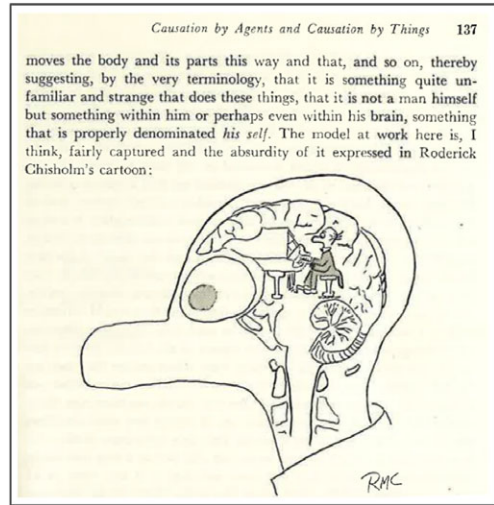 Causation by Agents and Causation by Things 137
moves the body and its parts this way and that, and so on, thereby
suggesting, by the very terminology, that it is something quite un-
familiar and strange that does these things, that it is not a man himself
but something within him or perhaps even within his brain, something
that is properly denominated his self. The model at work here is, I
think, fairly captured and the absurdity of it expressed in Roderick
Chisholm's cartoon:
RMC